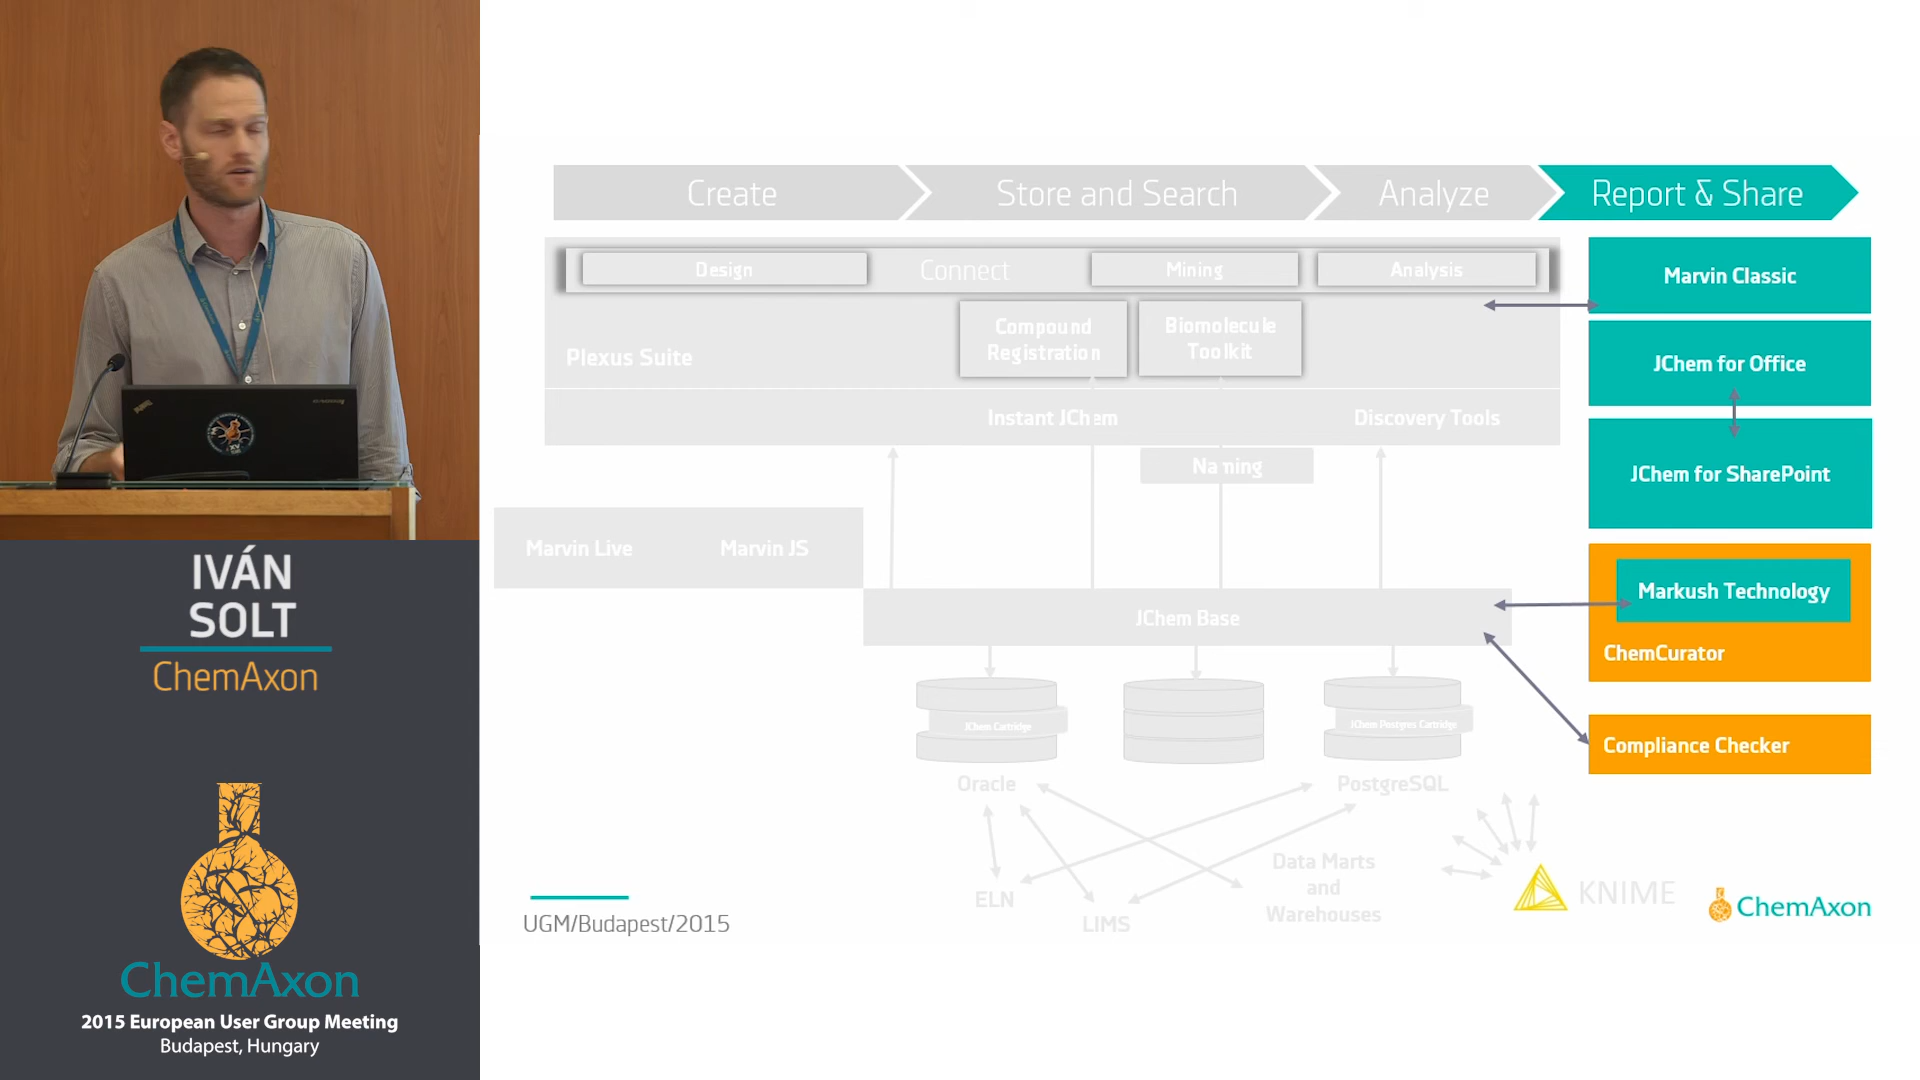 Create
Store and Search
Analyze
Report & Share
Design
Connect
Mining
Analysis
Marvin Classic
Compound
Registration
Biomolecule
Toolkit
Plexus Suite
JChem for Office
Instant JChem
Discovery Tools
Naming
JChem for SharePoint
Marvin Live
Marvin JS
Markush Technology
JChem Base
ChemCurator
JChem Cartridge
JChem Postgres Cartridge
Compliance Checker
Oracle
PostgreSQL
Data Marts
and
Warehouses
ELN
LIMS
KNIME
ChemAxon
UGM/Budapest/2015
IVÁN
SOLT
ChemAxon
ChemAxon
2015 European User Group Meeting
Budapest, Hungary